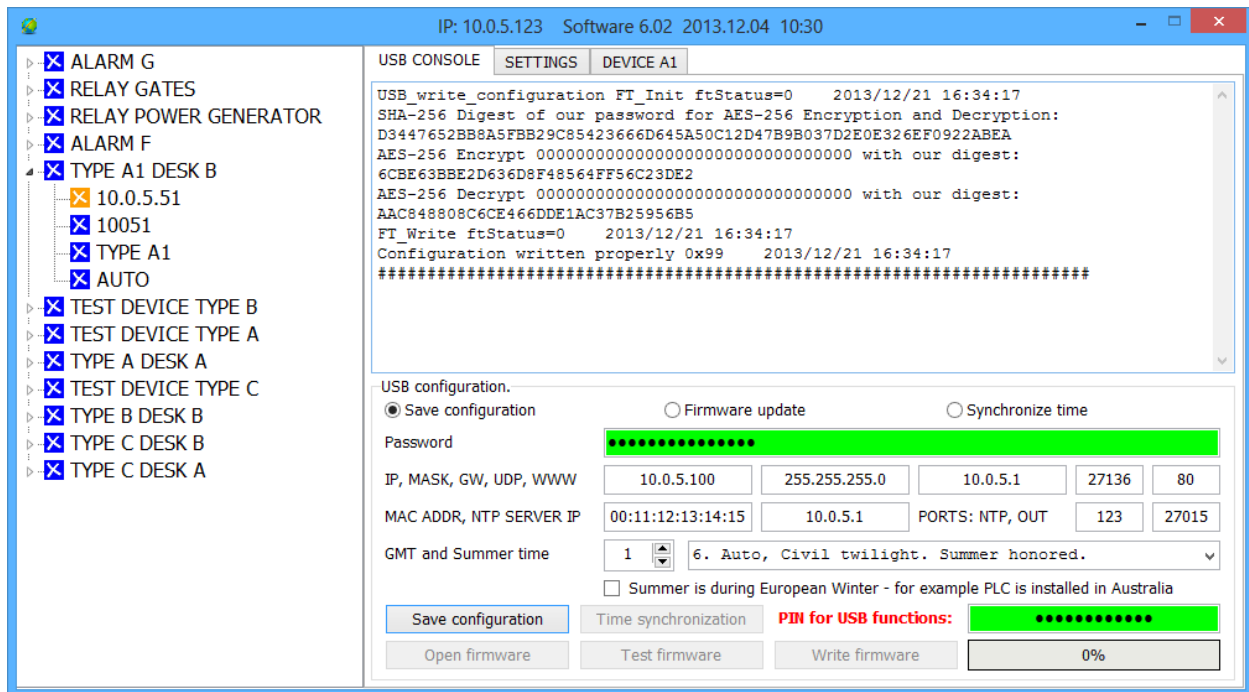 IP: 10.0.5.123 Software 6.02 2013.12.04 10:30
ALARM G
RELAY GATES
RELAY POWER GENERATOR
ALARM F
TYPE A1 DESK B
10.0.5.51
10051
TYPE A1
AUTO
TEST DEVICE TYPE B
TEST DEVICE TYPE A
TYPE A DESK A
TEST DEVICE TYPE C
TYPE B DESK B
TYPE C DESK B
TYPE C DESK A
USB CONSOLE SETTINGS DEVICE A1
USB_write_configuration FT_Init ftStatus=0 2013/12/21 16:34:17
SHA-256 Digest of our password for AES-256 Encryption and Decryption:
D3447652BB8A5FBB29C85423666D645A50C12D47B9B037D2E0E326EF0922ABEA
AES-256 Encrypt 00000000000000000000000000000000 with our digest:
6CBE63BBE2D636D8F48564FF56C23DE2
AES-256 Decrypt 00000000000000000000000000000000 with our digest:
AAC848808C6CE466DDE1AC37B25956B5
FT_Write ftStatus=0 2013/12/21 16:34:17
Configuration written properly 0x99 2013/12/21 16:34:17
########################################################################
USB configuration.
Save configuration Firmware update Synchronize time
Password ●●●●●●●●●●●●●●●
IP, MASK, GW, UDP, WWW 10.0.5.100 255.255.255.0 10.0.5.1 27136 80
MAC ADDR, NTP SERVER IP 00:11:12:13:14:15 10.0.5.1 PORTS: NTP, OUT 123 27015
GMT and Summer time 1 6. Auto, Civil twilight. Summer honored.
Summer is during European Winter - for example PLC is installed in Australia
Save configuration Time synchronization PIN for USB functions: ●●●●●●●●●●●●
Open firmware Test firmware Write firmware 0%